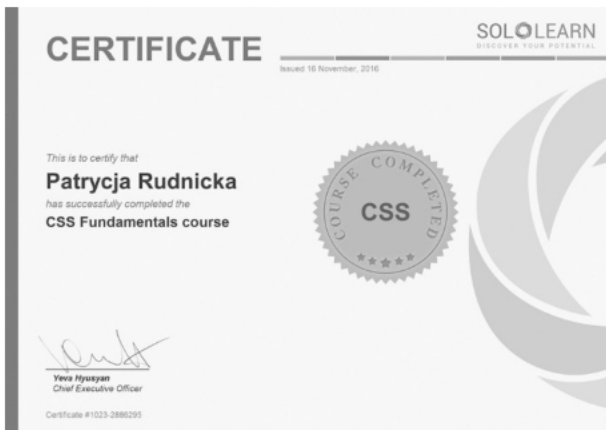 CERTIFICATE
SOLOLEARN
DISCOVER YOUR POTENTIAL
Issued 16 November, 2016
This is to certify that
Patrycja Rudnicka
has successfully completed the
CSS Fundamentals course
COURSE COMPLETED
CSS
Yeva Hyusyan
Chief Executive Officer
Certificate #1023-2886295